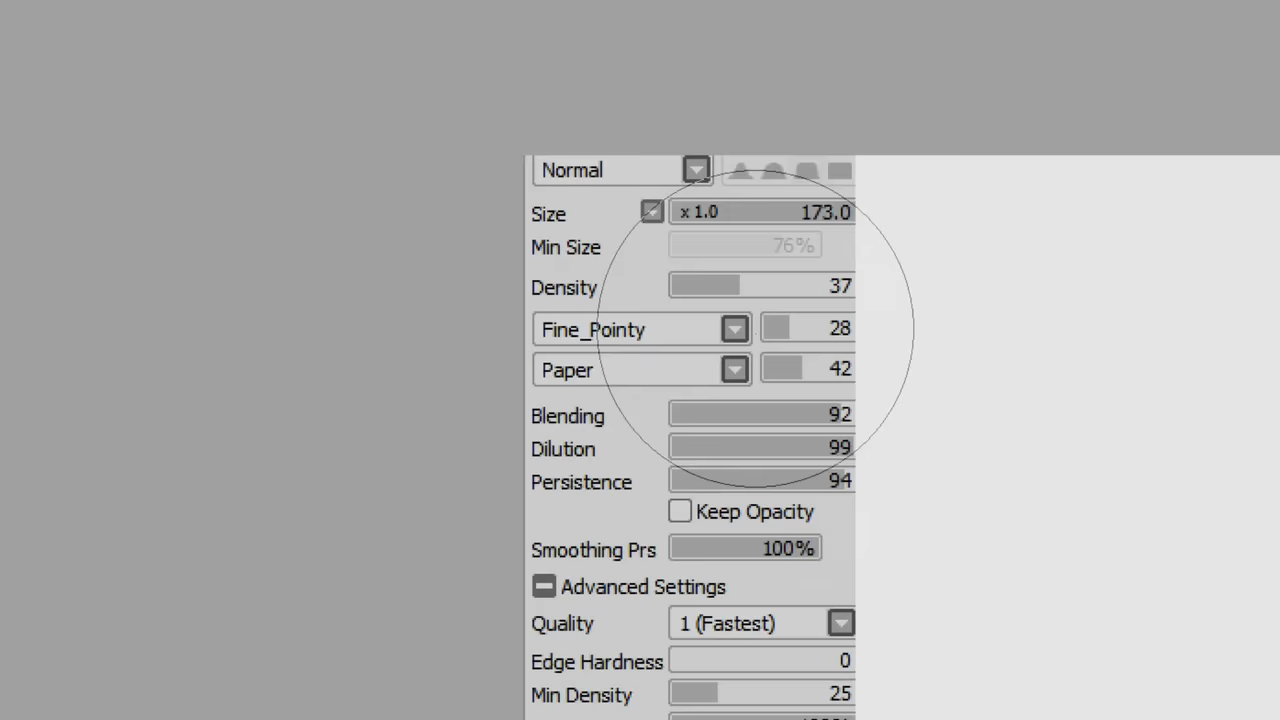 Normal
Size x 1.0 173.0
Min Size 76%
Density 37
Fine_Pointy 28
Paper 42
Blending 92
Dilution 99
Persistence 94
Keep Opacity
Smoothing Prs 100%
Advanced Settings
Quality 1 (Fastest)
Edge Hardness 0
Min Density 25